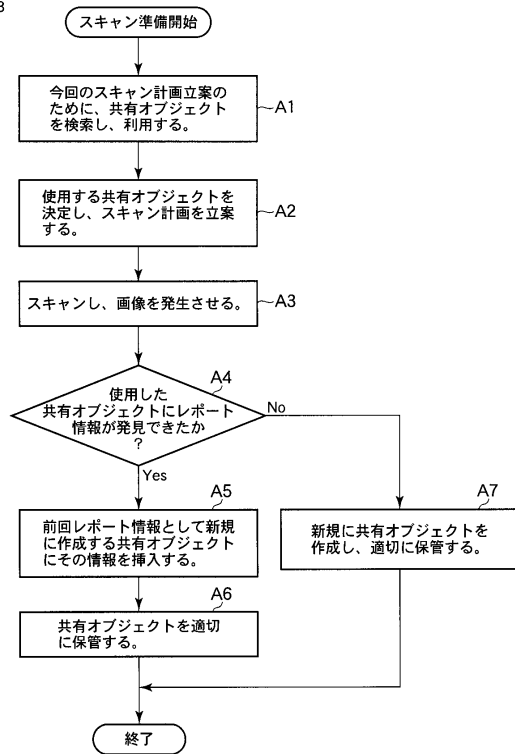 3
スキャン準備開始
今回のスキャン計画立案の
ために、共有オブジェクト
を検索し、利用する。
A1
使用する共有オブジェクトを
決定し、スキャン計画を立案
する。
A2
スキャンし、画像を発生させる。
A3
A4
使用した
共有オブジェクトにレポート
情報が発見できたか
?
No
Yes
A5
前回レポート情報として新規
に作成する共有オブジェクト
にその情報を挿入する。
A7
新規に共有オブジェクトを
作成し、適切に保管する。
A6
共有オブジェクトを適切
に保管する。
終了